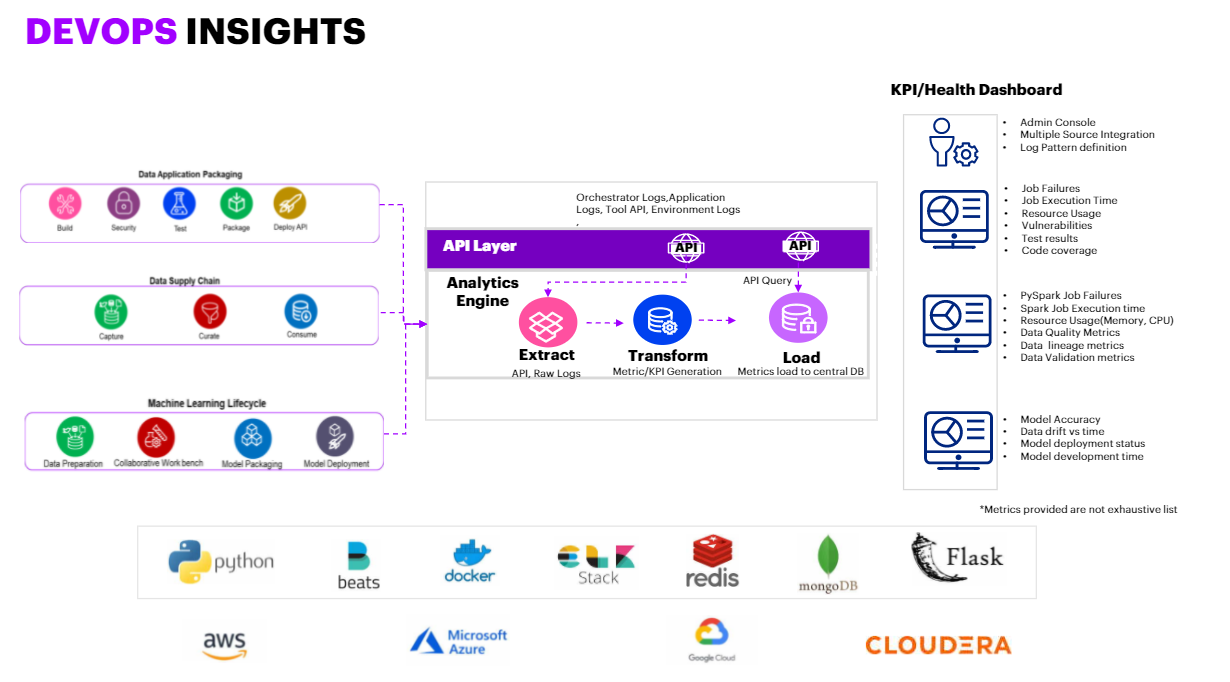 DEVOPS INSIGHTS
KPI/Health Dashboard
• Admin Console
• Multiple Source Integration
• Log Pattern definition
Data Application Packaging
Build
Security
Test
Package
Deploy API
Orchestrator Logs,Application
Logs, Tool API, Environment Logs
API Layer
API
API
Analytics
Engine
API Query
Extract
API, Raw Logs
Transform
Metric/KPI Generation
Load
Metrics load to central DB
• Job Failures
• Job Execution Time
• Resource Usage
• Vulnerabilities
• Test results
• Code coverage
Data Supply Chain
Capture
Curate
Consume
• PySpark Job Failures
• Spark Job Execution time
• Resource Usage(Memory, CPU)
• Data Quality Metrics
• Data lineage metrics
• Data Validation metrics
Machine Learning Lifecycle
Data Preparation
Collaborative Work bench
Model Packaging
Model Deployment
• Model Accuracy
• Data drift vs time
• Model deployment status
• Model development time
*Metrics provided are not exhaustive list
python
beats
docker
ELK
Stack
redis
mongoDB
Flask
aws
Microsoft
Azure
Google Cloud
CLOUDERA